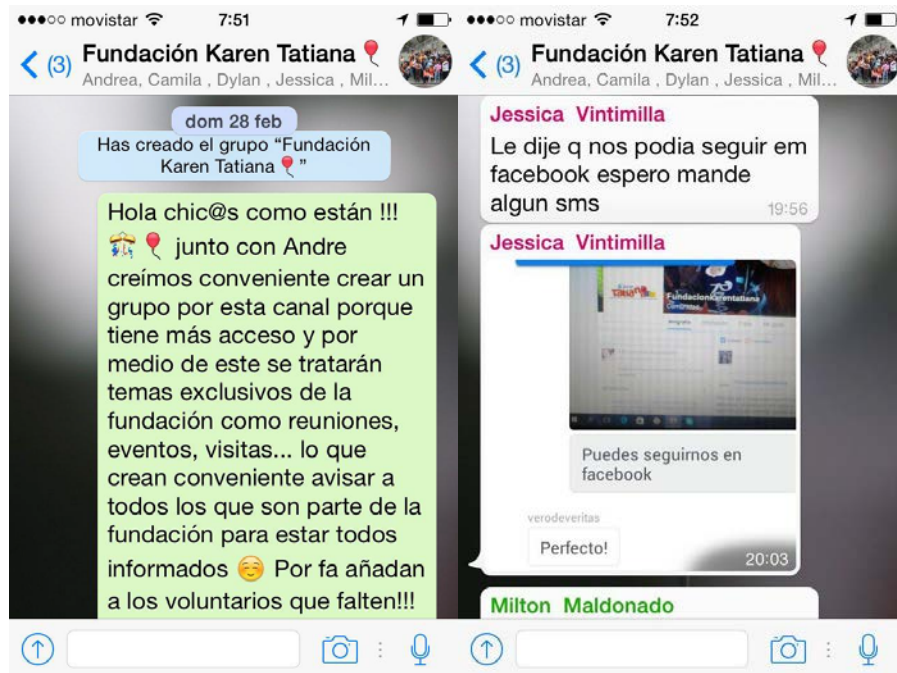 movistar 7:51
(3) Fundación Karen Tatiana 🎈
Andrea, Camila , Dylan , Jessica , Mil...
dom 28 feb
Has creado el grupo “Fundación
Karen Tatiana 🎈 ”
Hola chic@s como están !!!
🎊 🎈 junto con Andre
creímos conveniente crear un
grupo por esta canal porque
tiene más acceso y por
medio de este se tratarán
temas exclusivos de la
fundación como reuniones,
eventos, visitas... lo que
crean conveniente avisar a
todos los que son parte de la
fundación para estar todos
informados ☺️ Por fa añadan
a los voluntarios que falten!!!
movistar 7:52
(3) Fundación Karen Tatiana 🎈
Andrea, Camila , Dylan , Jessica , Mil...
Jessica Vintimilla
Le dije q nos podia seguir em
facebook espero mande
algun sms
19:56
Jessica Vintimilla
Fundacionkarentatiana
Puedes seguirnos en
facebook
verodeveritas
Perfecto!
20:03
Milton Maldonado